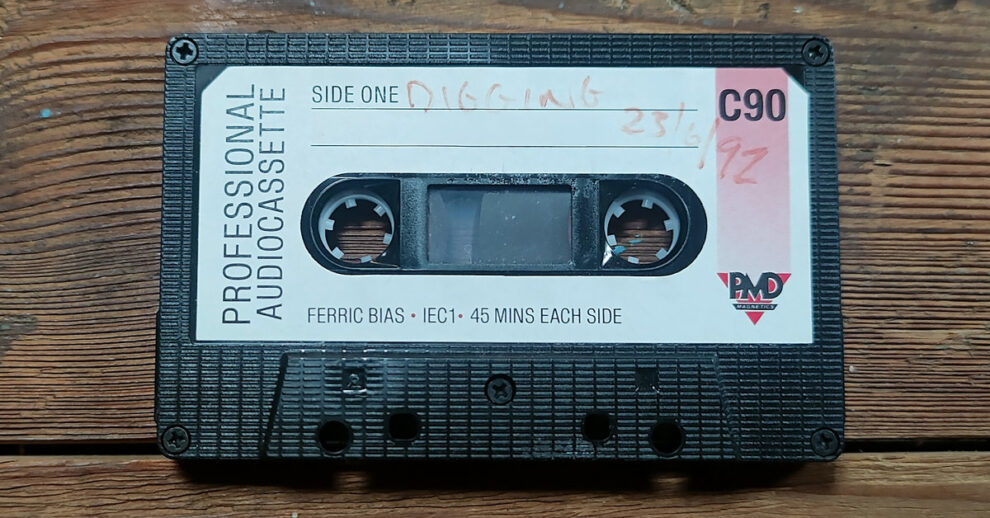 PROFESSIONAL
AUDIOCASSETTE
SIDE ONE DIGGING
23/6/92
C90
FERRIC BIAS • IEC1 • 45 MINS EACH SIDE
PMD
MAGNETICS